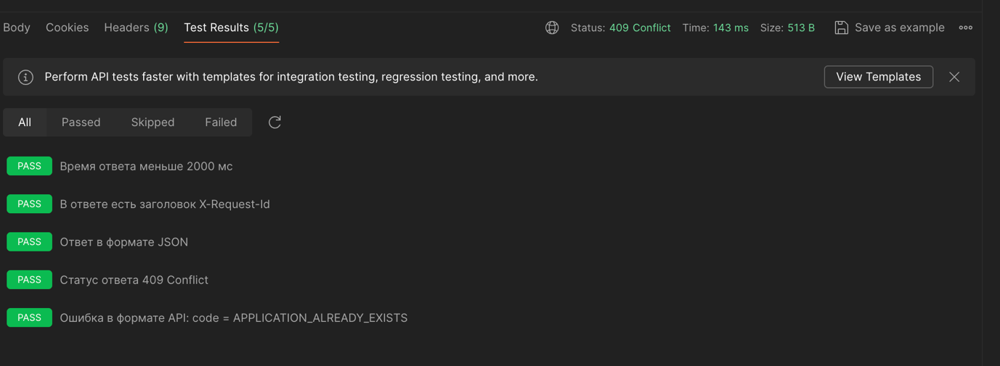 Body Cookies Headers (9) Test Results (5/5) Status: 409 Conflict Time: 143 ms Size: 513 B Save as example
Perform API tests faster with templates for integration testing, regression testing, and more. View Templates
All Passed Skipped Failed
PASS Время ответа меньше 2000 мс
PASS В ответе есть заголовок X-Request-Id
PASS Ответ в формате JSON
PASS Статус ответа 409 Conflict
PASS Ошибка в формате API: code = APPLICATION_ALREADY_EXISTS